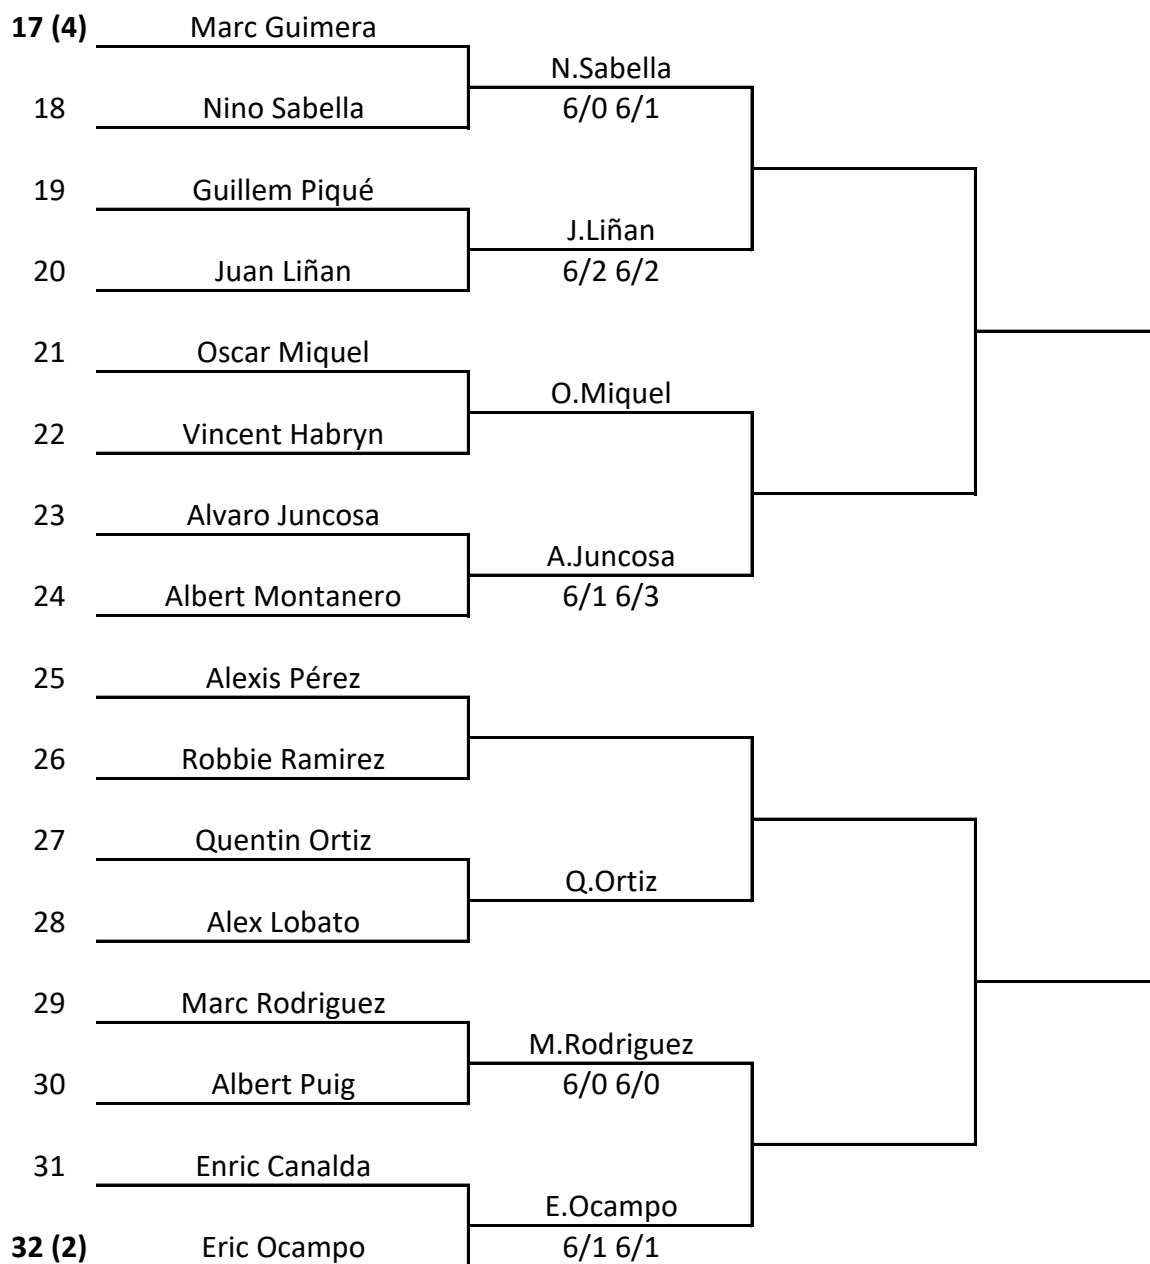 17 (4) Marc Guimera
N.Sabella
18 Nino Sabella 6/0 6/1
19 Guillem Piqué
J.Liñan
20 Juan Liñan 6/2 6/2
21 Oscar Miquel
O.Miquel
22 Vincent Habryn
23 Alvaro Juncosa
A.Juncosa
24 Albert Montanero 6/1 6/3
25 Alexis Pérez
26 Robbie Ramirez
27 Quentin Ortiz
Q.Ortiz
28 Alex Lobato
29 Marc Rodriguez
M.Rodriguez
30 Albert Puig 6/0 6/0
31 Enric Canalda
E.Ocampo
32 (2) Eric Ocampo 6/1 6/1